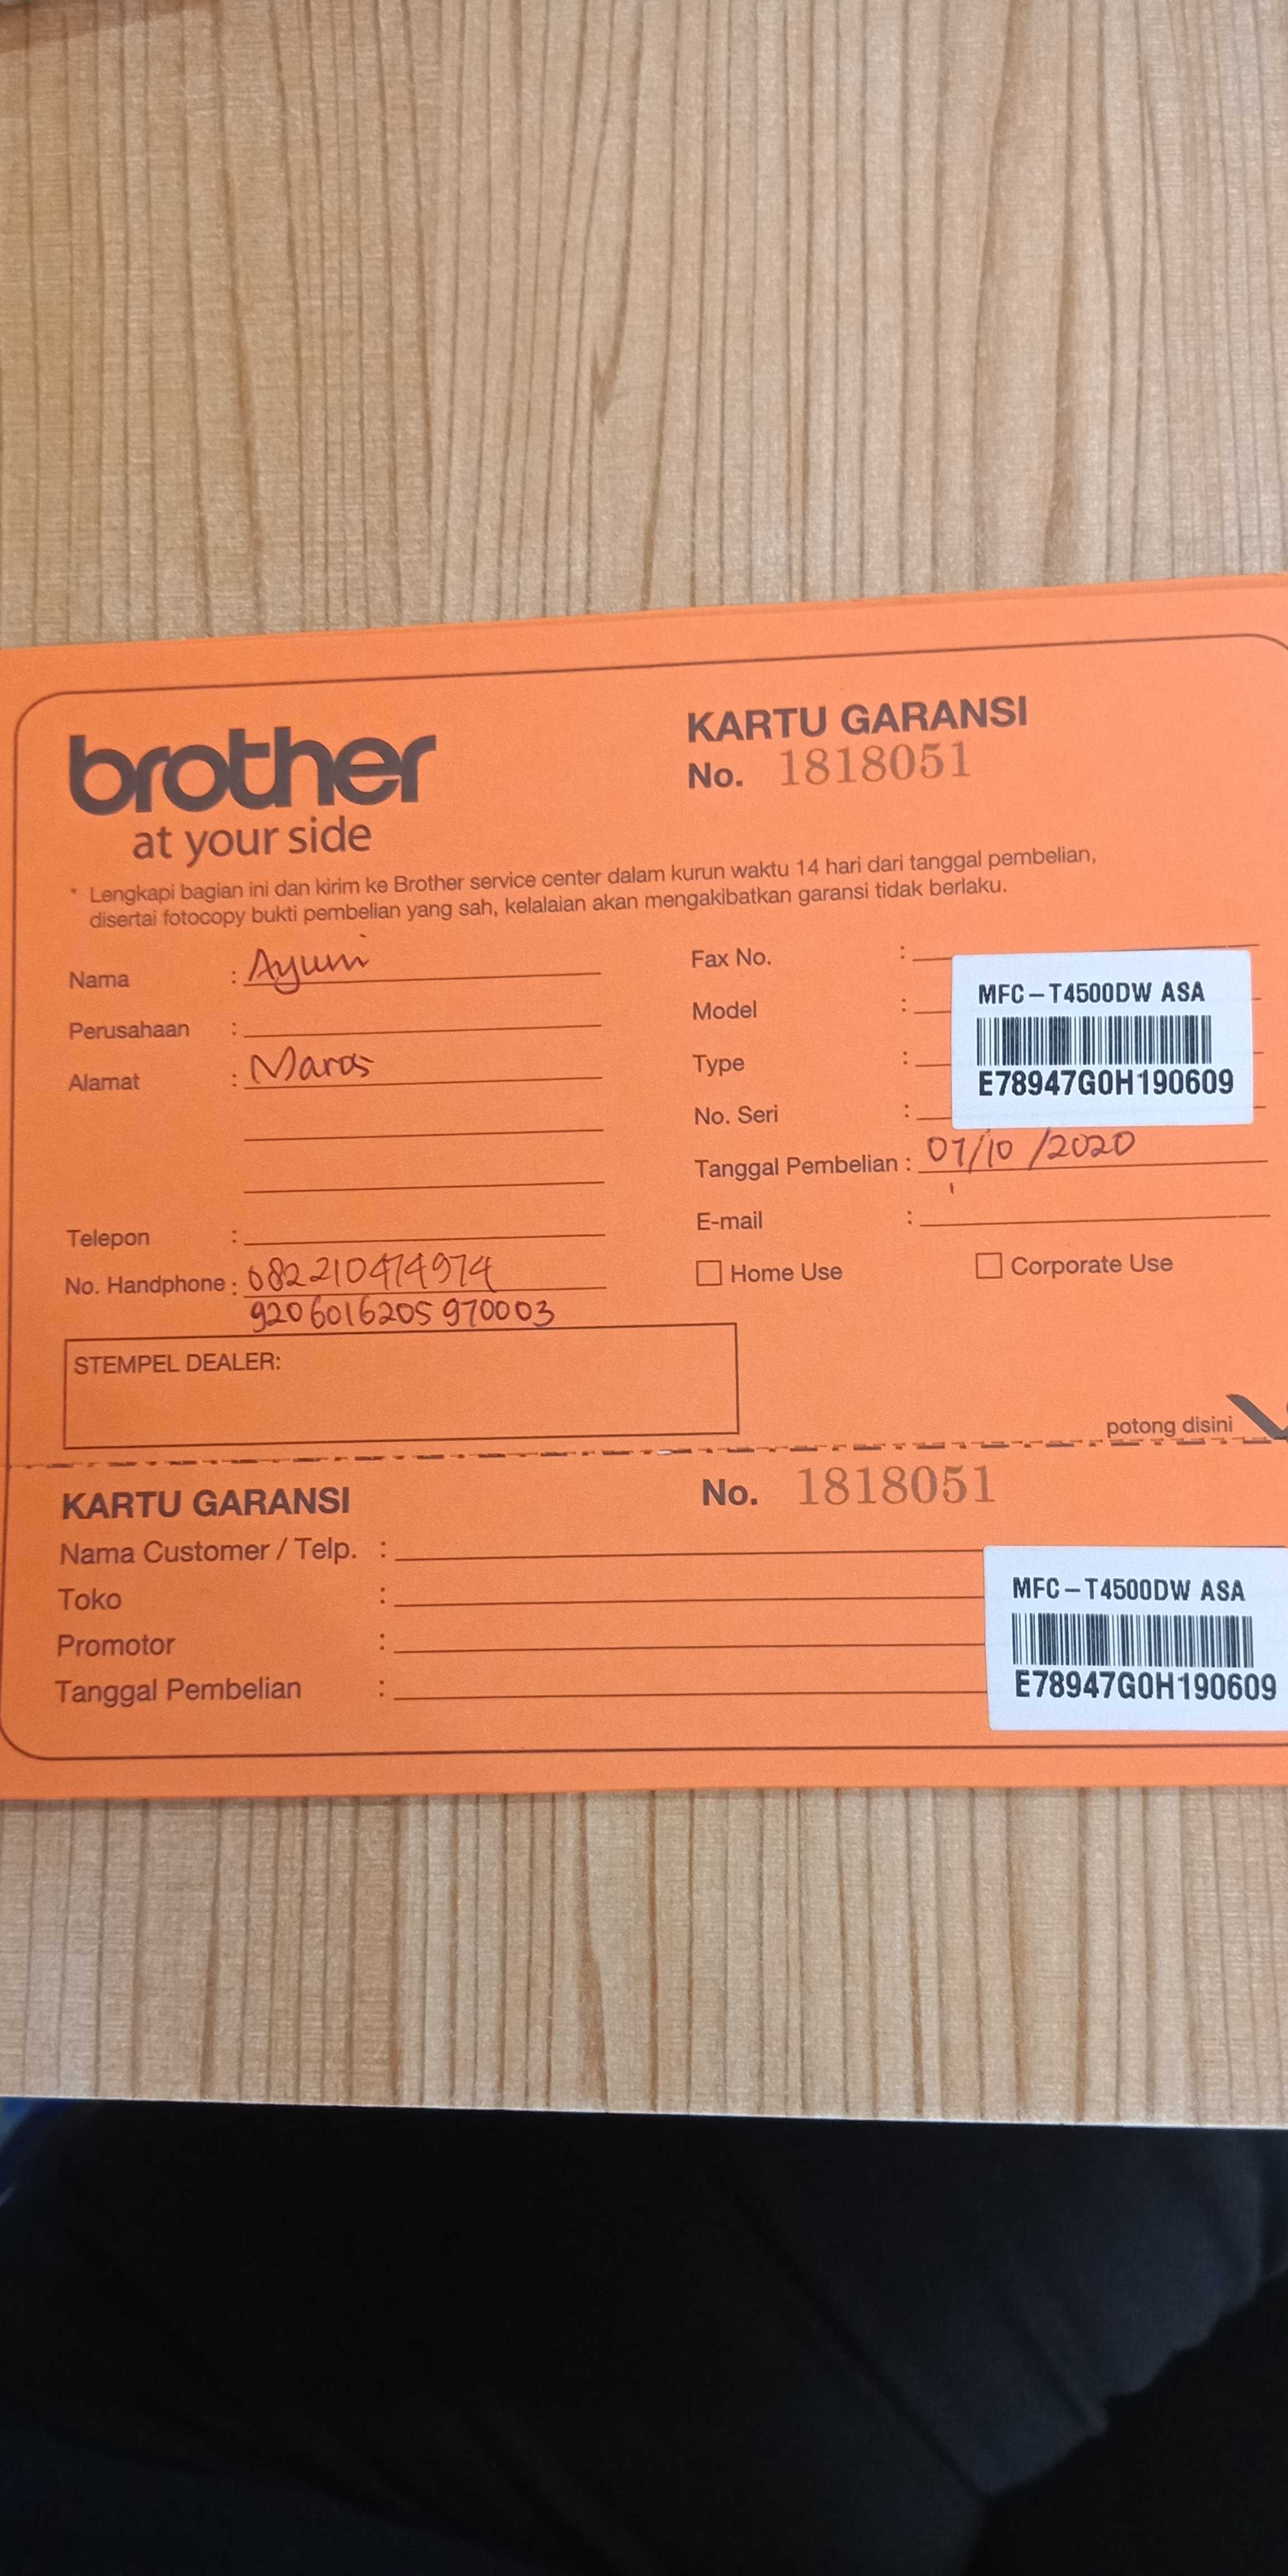 brother
at your side
KARTU GARANSI
No. 1818051
* Lengkapi bagian ini dan kirim ke Brother service center dalam kurun waktu 14 hari dari tanggal pembelian,
disertai fotocopy bukti pembelian yang sah, kelalaian akan mengakibatkan garansi tidak berlaku.
Nama : Ayuni
Perusahaan :
Alamat : Maros
Telepon :
No. Handphone : 082210474974
9206016205970003
Fax No. :
Model :
Type :
No. Seri :
MFC-T4500DW ASA
E78947G0H190609
Tanggal Pembelian : 07/10/2020
E-mail :
Home Use
Corporate Use
STEMPEL DEALER:
potong disini
KARTU GARANSI
No. 1818051
Nama Customer / Telp. :
Toko :
Promotor :
Tanggal Pembelian :
MFC-T4500DW ASA
E78947G0H190609